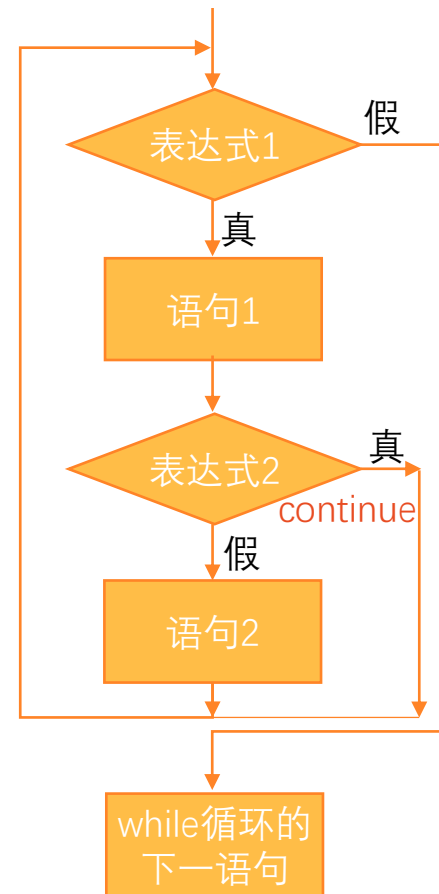 表达式1
假
真
语句1
表达式2
真
continue
假
语句2
while循环的
下一语句